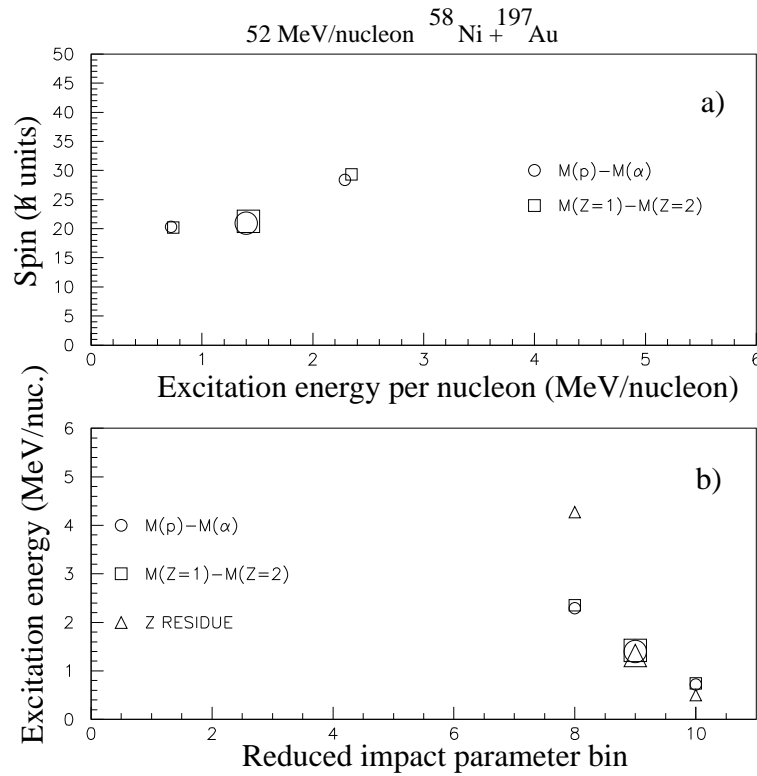 52 MeV/nucleon ⁵⁸Ni+¹⁹⁷Au
a)
Spin (ℏ units)
50
45
40
35
30
25
20
15
10
5
0
M(p)−M(α)
M(Z=1)−M(Z=2)
0 1 2 3 4 5 6
Excitation energy per nucleon (MeV/nucleon)
b)
Excitation energy (MeV/nuc.)
6
5
4
3
2
1
0
M(p)−M(α)
M(Z=1)−M(Z=2)
Z RESIDUE
0 2 4 6 8 10
Reduced impact parameter bin